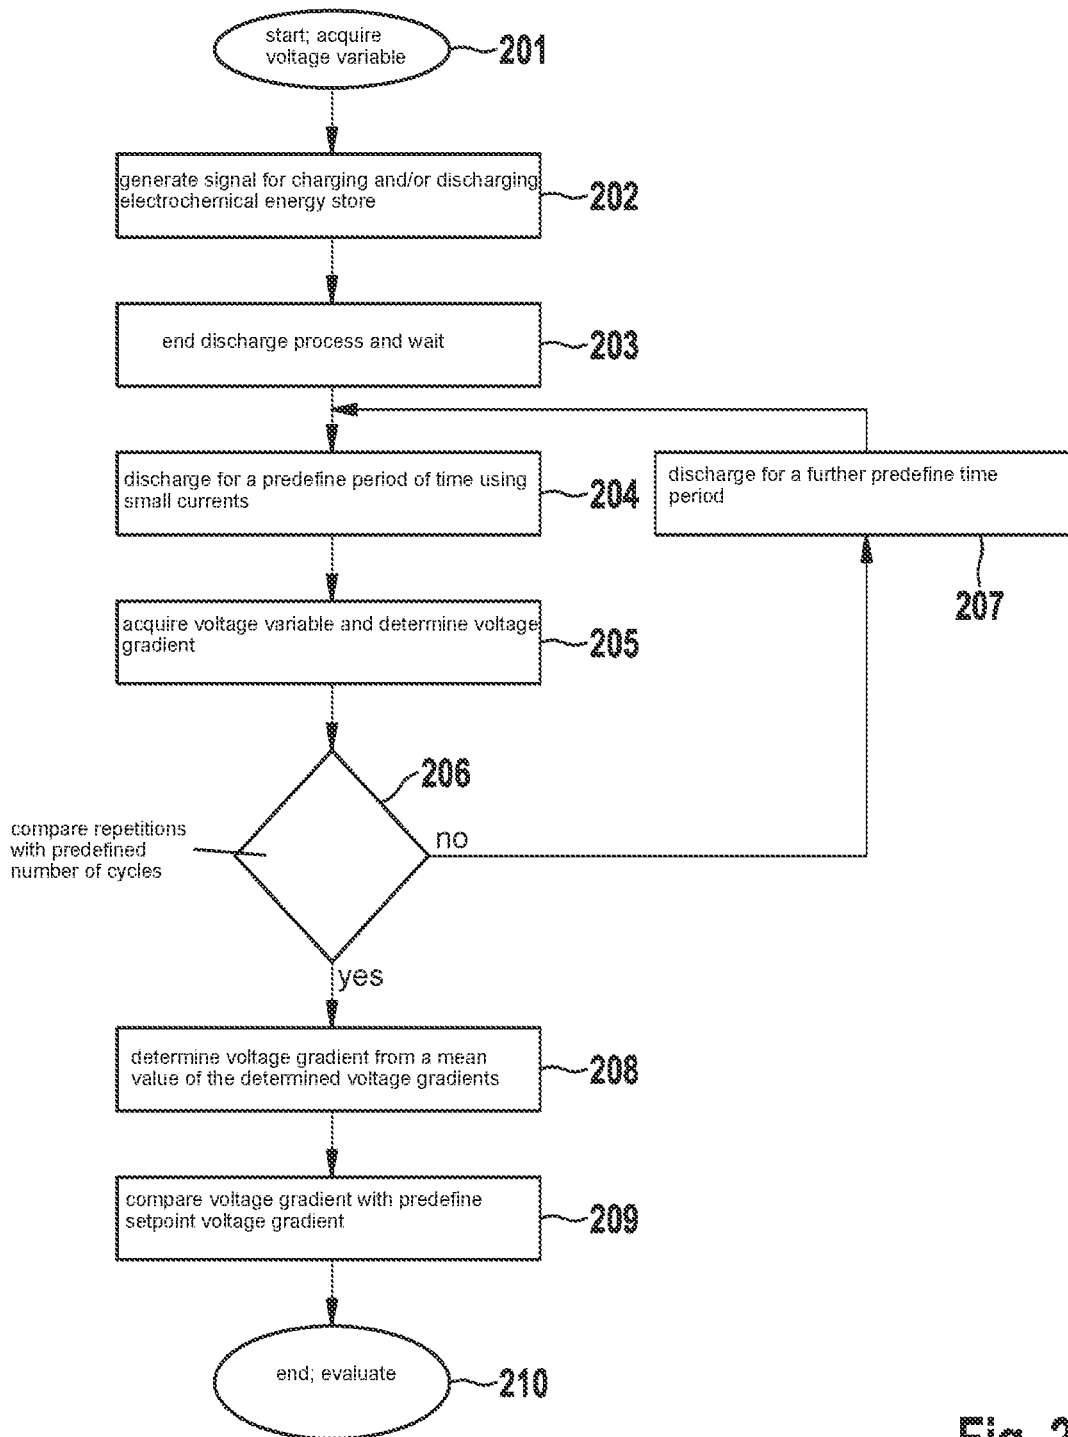 start; acquire
voltage variable
201
generate signal for charging and/or discharging
electrochemical energy store
202
end discharge process and wait
203
discharge for a predefine period of time using
small currents
204
discharge for a further predefine time
period
207
acquire voltage variable and determine voltage
gradient
205
206
compare repetitions
with predefined
number of cycles
no
yes
determine voltage gradient from a mean
value of the determined voltage gradients
208
compare voltage gradient with predefine
setpoint voltage gradient
209
end; evaluate
210
Fig. 2